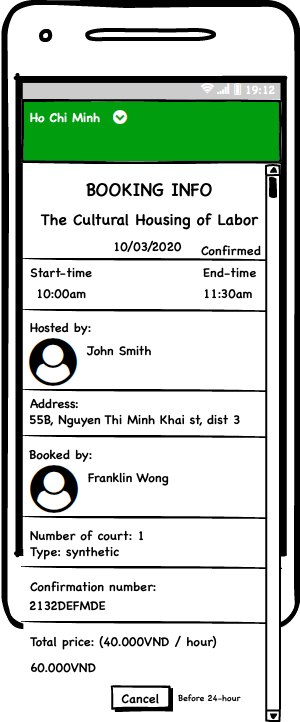 19:12
Ho Chi Minh
BOOKING INFO
The Cultural Housing of Labor
10/03/2020 Confirmed
Start-time End-time
10:00am 11:30am
Hosted by:
John Smith
Address:
55B, Nguyen Thi Minh Khai st, dist 3
Booked by:
Franklin Wong
Number of court: 1
Type: synthetic
Confirmation number:
2132DEFMDE
Total price: (40.000VND / hour)
60.000VND
Cancel Before 24-hour